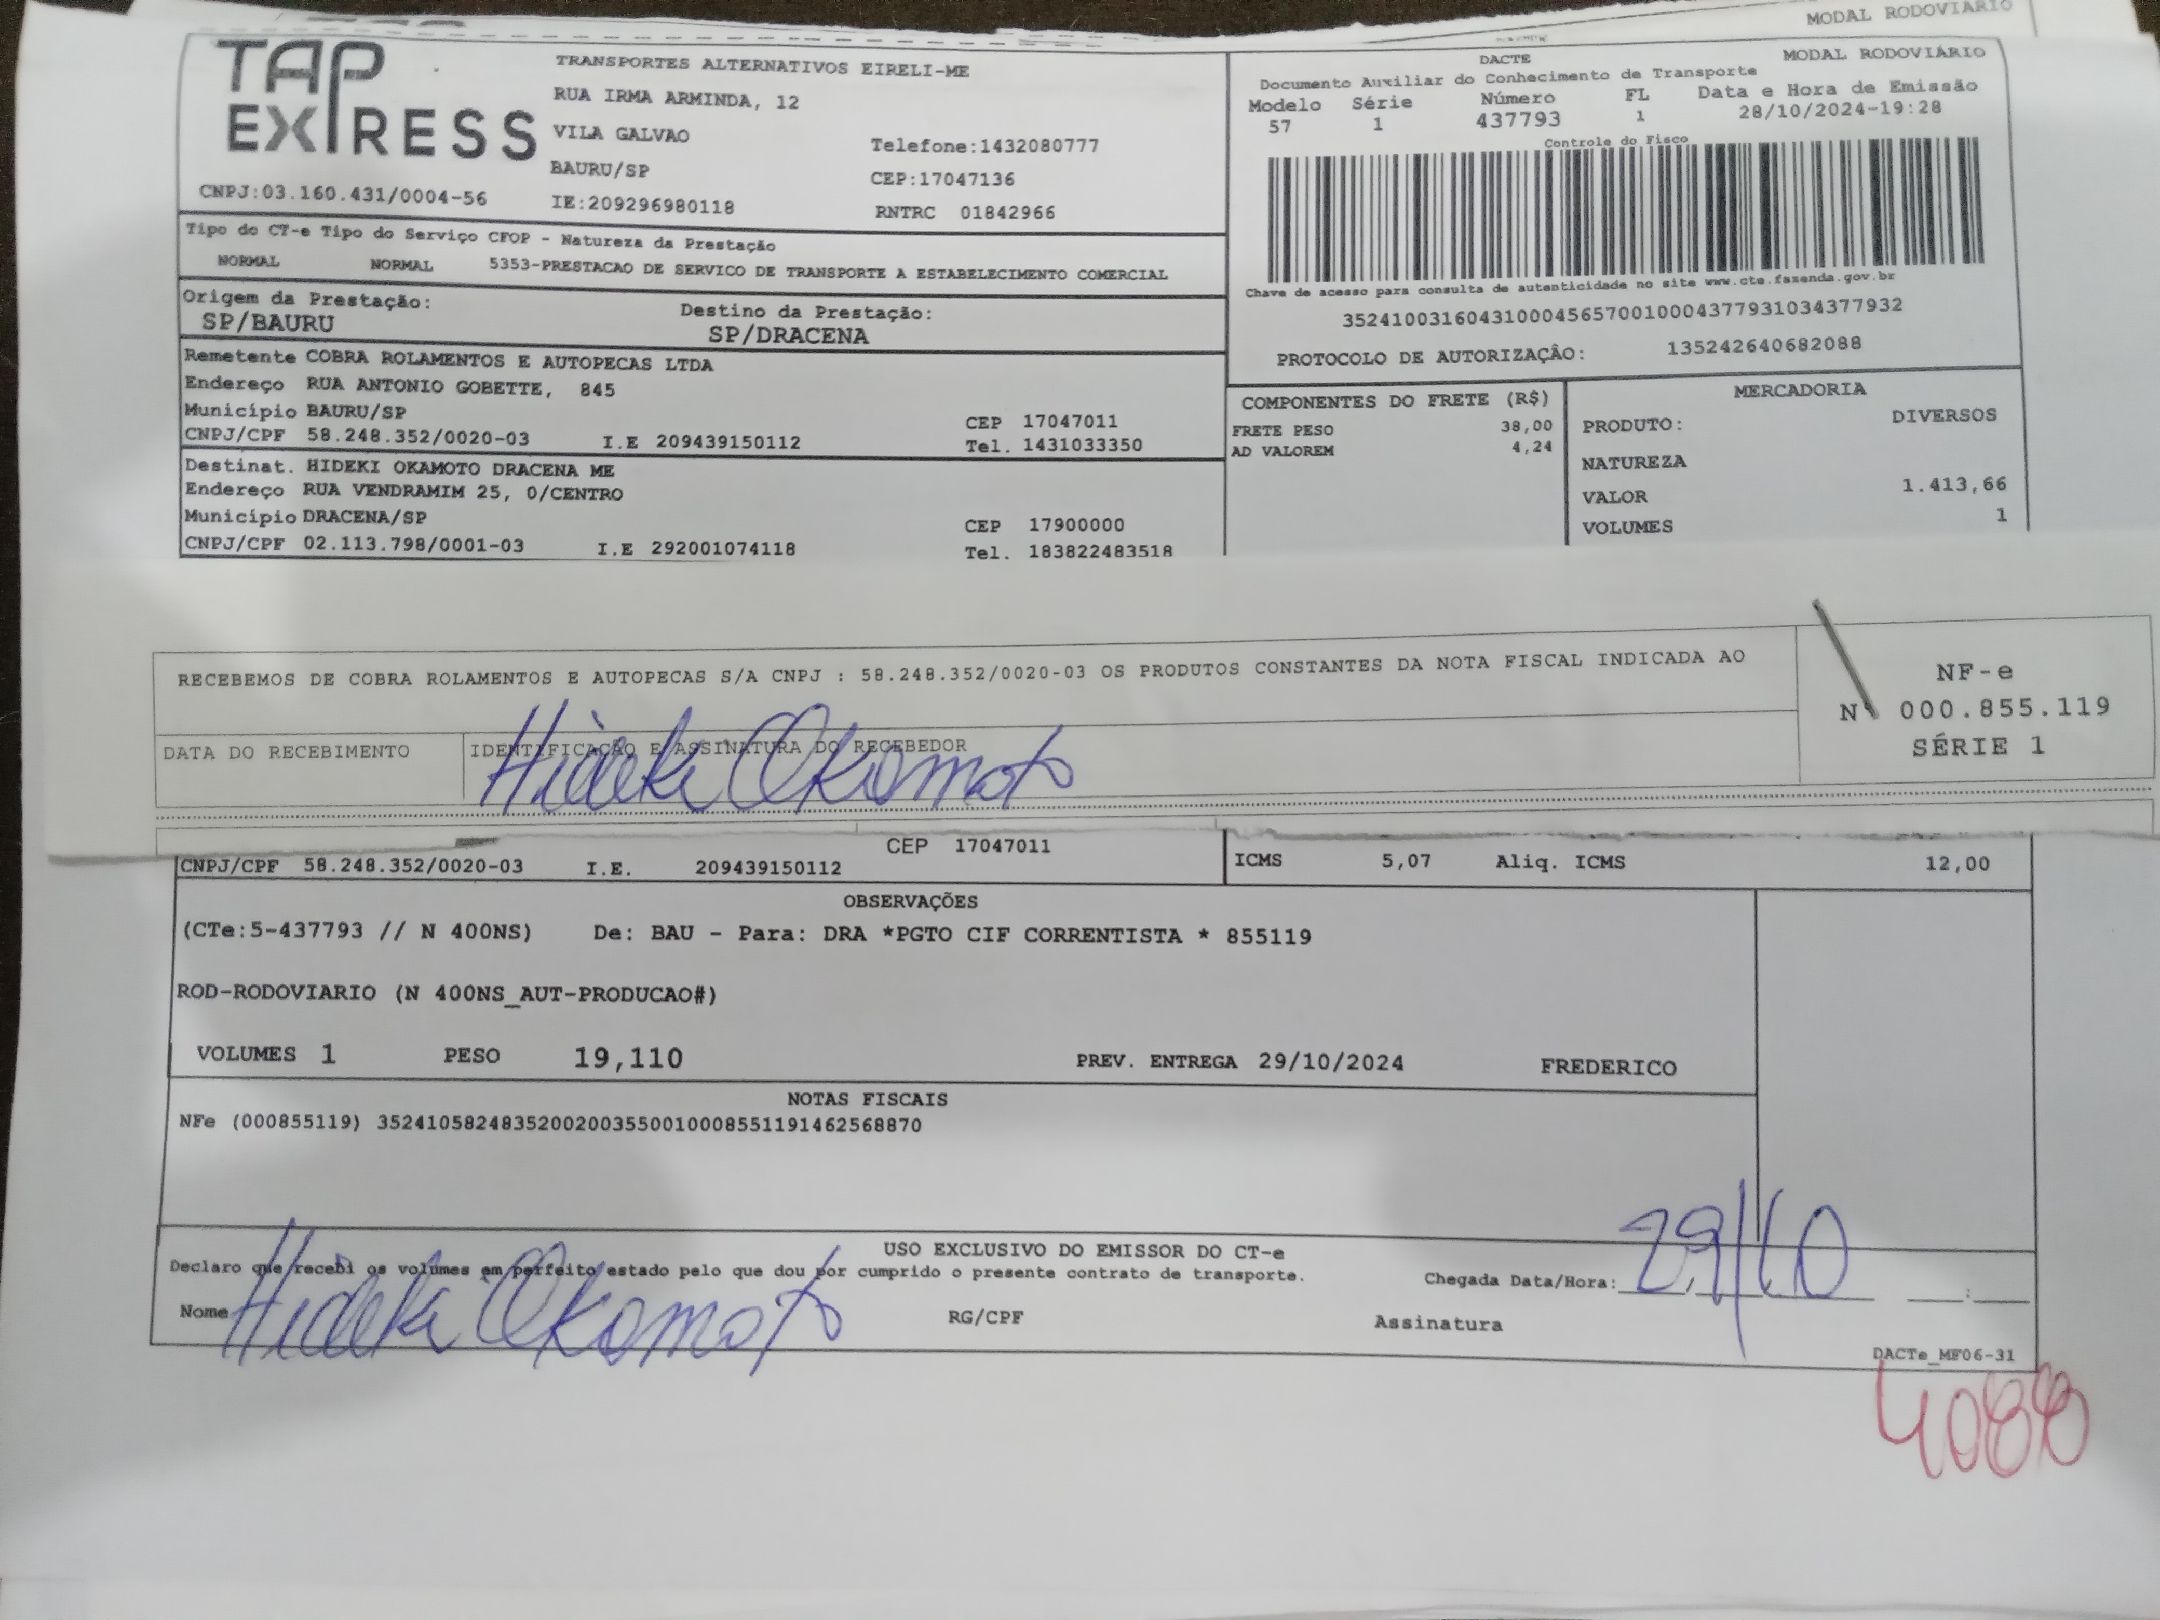 MODAL RODOVIARIO
TAP EXPRESS
CNPJ:03.160.431/0004-56
TRANSPORTES ALTERNATIVOS EIRELI-ME
RUA IRMA ARMINDA, 12
VILA GALVAO
Telefone:1432080777
BAURU/SP
CEP:17047136
IE:209296980118
RNTRC 01842966
DACTE
MODAL RODOVIÁRIO
Documento Auxiliar do Conhecimento de Transporte
Modelo Série Número FL Data e Hora de Emissão
57 1 437793 1 28/10/2024-19:28
Controle do Fisco
Chave de acesso para consulta de autenticidade no site www.cte.fazenda.gov.br
35241003160431000456570010004377931034377932
PROTOCOLO DE AUTORIZAÇÃO: 135242640682088
Tipo do CT-e Tipo do Serviço CFOP - Natureza da Prestação
NORMAL NORMAL 5353-PRESTACAO DE SERVICO DE TRANSPORTE A ESTABELECIMENTO COMERCIAL
Origem da Prestação: Destino da Prestação:
SP/BAURU SP/DRACENA
Remetente COBRA ROLAMENTOS E AUTOPECAS LTDA
Endereço RUA ANTONIO GOBETTE, 845
Município BAURU/SP CEP 17047011
CNPJ/CPF 58.248.352/0020-03 I.E 209439150112 Tel. 1431033350
Destinat. HIDEKI OKAMOTO DRACENA ME
Endereço RUA VENDRAMIM 25, 0/CENTRO
Município DRACENA/SP CEP 17900000
CNPJ/CPF 02.113.798/0001-03 I.E 292001074118 Tel. 183822483518
COMPONENTES DO FRETE (R$)
FRETE PESO 38,00
AD VALOREM 4,24
MERCADORIA
PRODUTO: DIVERSOS
NATUREZA
VALOR 1.413,66
VOLUMES 1
RECEBEMOS DE COBRA ROLAMENTOS E AUTOPECAS S/A CNPJ : 58.248.352/0020-03 OS PRODUTOS CONSTANTES DA NOTA FISCAL INDICADA AO
DATA DO RECEBIMENTO
IDENTIFICAÇÃO E ASSINATURA DO RECEBEDOR
Hideki Okamoto
NF-e
N 000.855.119
SÉRIE 1
CEP 17047011
CNPJ/CPF 58.248.352/0020-03 I.E. 209439150112
ICMS 5,07 Aliq. ICMS 12,00
OBSERVAÇÕES
(CTe:5-437793 // N 400NS) De: BAU - Para: DRA *PGTO CIF CORRENTISTA * 855119
ROD-RODOVIARIO (N 400NS_AUT-PRODUCAO#)
VOLUMES 1 PESO 19,110 PREV. ENTREGA 29/10/2024 FREDERICO
NOTAS FISCAIS
NFe (000855119) 35241058248352002003550010008551191462568870
USO EXCLUSIVO DO EMISSOR DO CT-e
Declaro que recebi os volumes em perfeito estado pelo que dou por cumprido o presente contrato de transporte.
Chegada Data/Hora: 29/10
Nome Hideki Okamoto RG/CPF Assinatura
DACTe_MF06-31